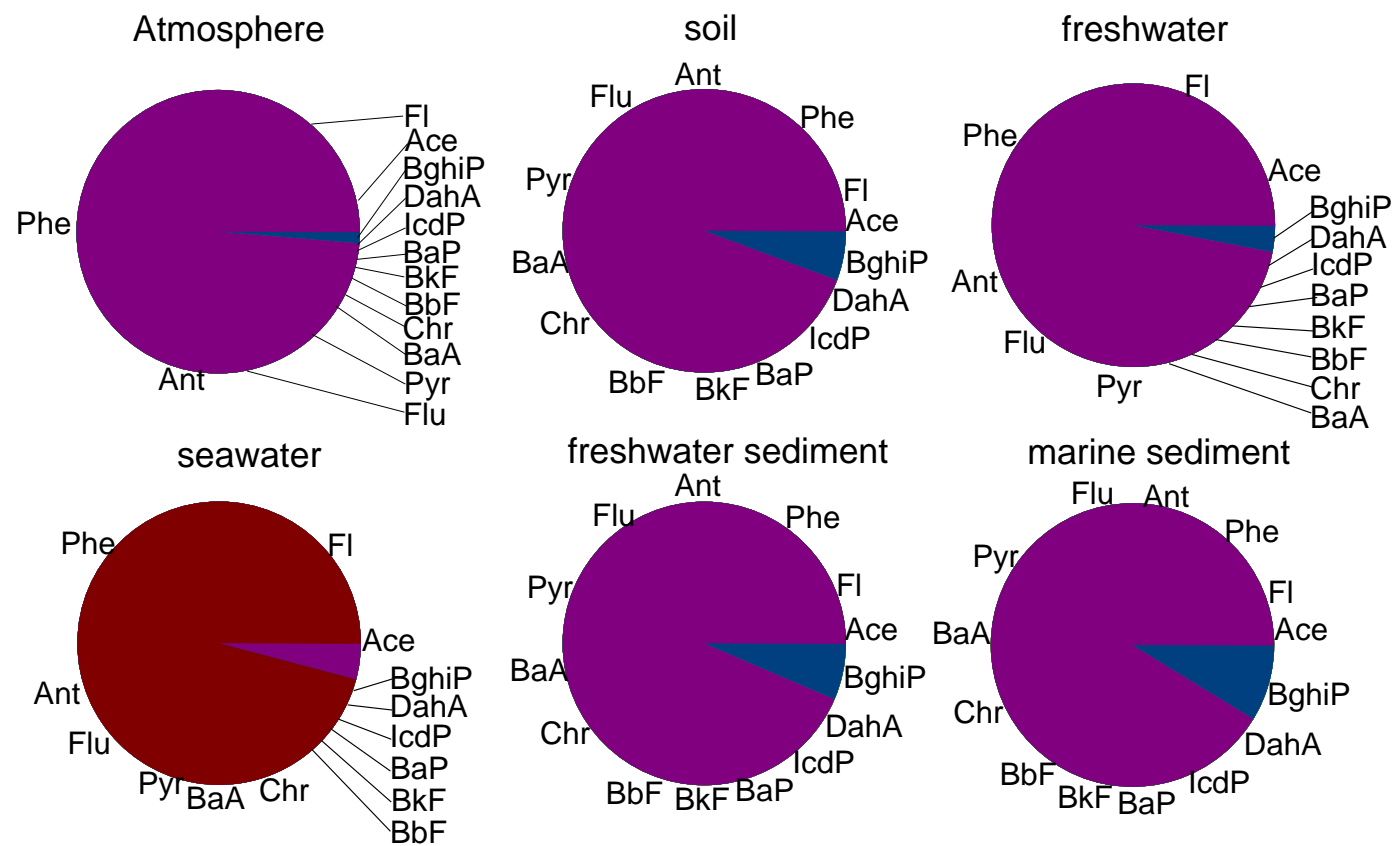 Atmosphere
Fl
Ace
BghiP
DahA
IcdP
BaP
BkF
BbF
Chr
BaA
Pyr
Flu
Ant
Phe
soil
Ant
Flu
Phe
Pyr
Fl
Ace
BaA
BghiP
DahA
Chr
IcdP
BaP
BbF
BkF
freshwater
Fl
Phe
Ace
BghiP
DahA
IcdP
BaP
BkF
BbF
Chr
BaA
Ant
Flu
Pyr
seawater
Phe
Fl
Ace
BghiP
DahA
IcdP
BaP
BkF
BbF
Ant
Flu
Pyr
BaA
Chr
freshwater sediment
Ant
Flu
Phe
Pyr
Fl
Ace
BaA
BghiP
DahA
Chr
IcdP
BaP
BbF
BkF
marine sediment
Flu
Ant
Phe
Pyr
Fl
Ace
BaA
BghiP
Chr
DahA
BbF
IcdP
BkF
BaP